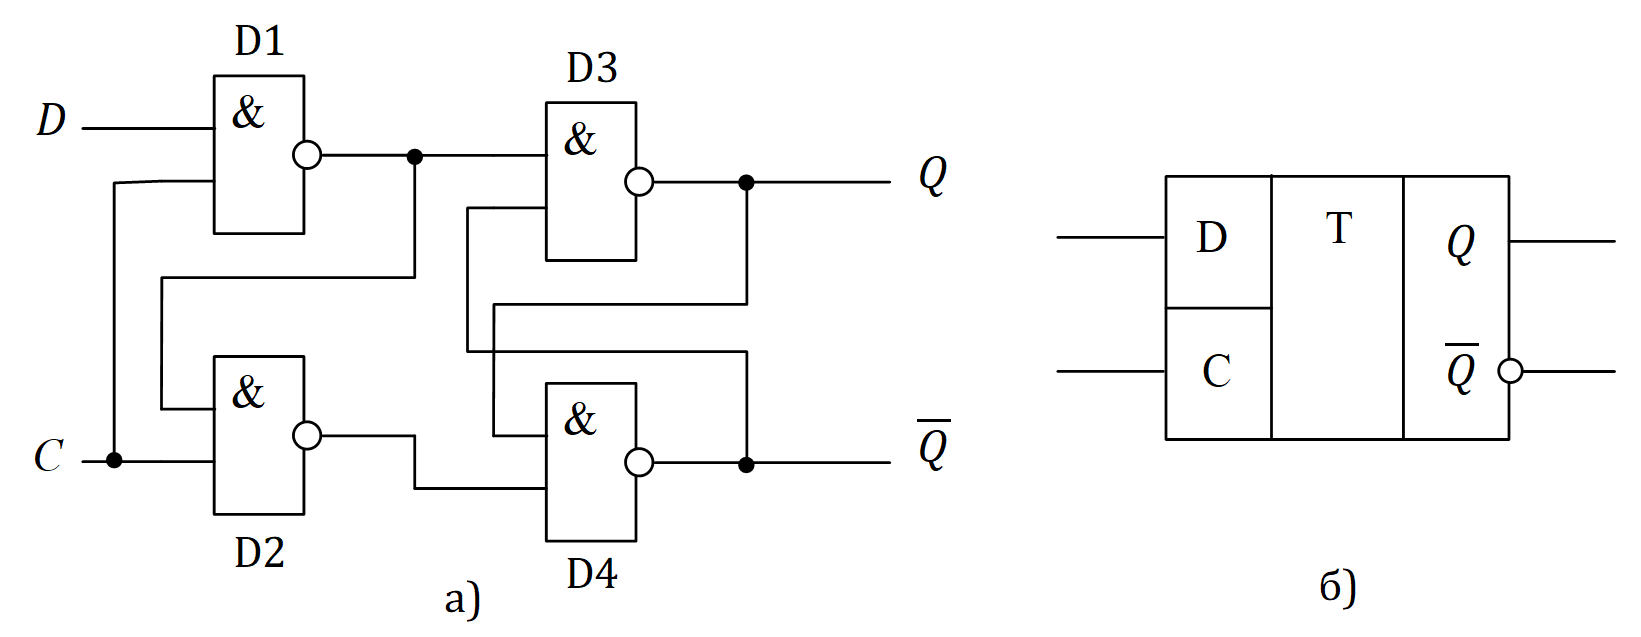 D1
D3
D
&
&
Q
D
T
Q
C
Q̅
&
&
C
Q̅
D2
D4
а)
б)